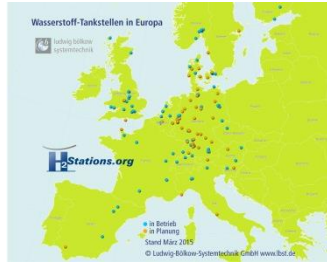 Wasserstoff-Tankstellen in Europa
ludwig bölkow
systemtechnik
H2Stations.org
in Betrieb
in Planung
Stand März 2015
© Ludwig-Bölkow-Systemtechnik GmbH www.lbst.de